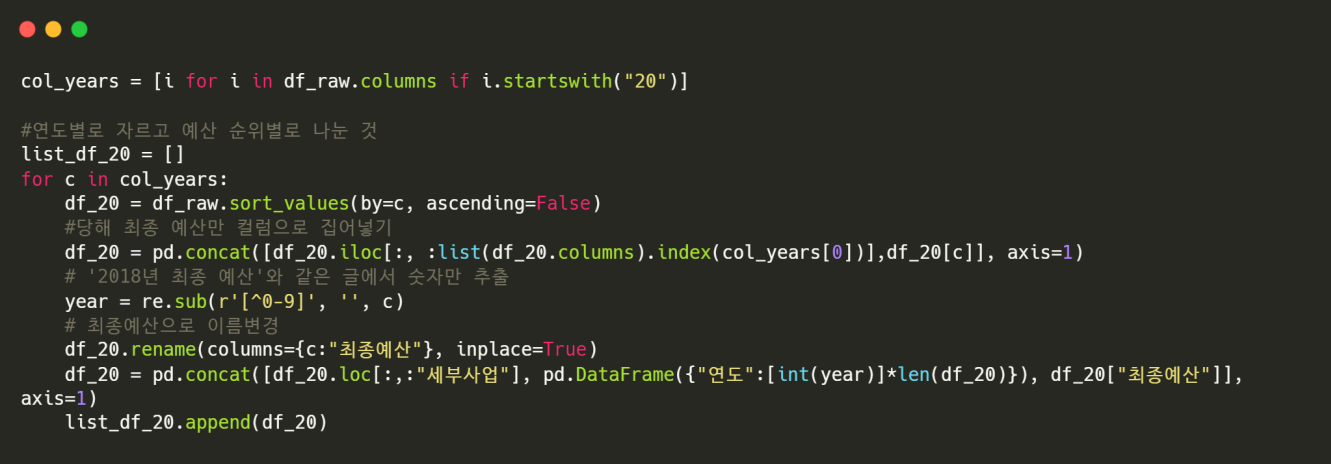 col_years = [i for i in df_raw.columns if i.startswith("20")]
#연도별로 자르고 예산 순위별로 나눈 것
list_df_20 = []
for c in col_years:
    df_20 = df_raw.sort_values(by=c, ascending=False)
    #당해 최종 예산만 컬럼으로 집어넣기
    df_20 = pd.concat([df_20.iloc[:, :list(df_20.columns).index(col_years[0])],df_20[c]], axis=1)
    # '2018년 최종 예산'와 같은 글에서 숫자만 추출
    year = re.sub(r'[^0-9]', '', c)
    # 최종예산으로 이름변경
    df_20.rename(columns={c:"최종예산"}, inplace=True)
    df_20 = pd.concat([df_20.loc[:,:"세부사업"], pd.DataFrame({"연도":[int(year)]*len(df_20)}), df_20["최종예산"]],
axis=1)
    list_df_20.append(df_20)